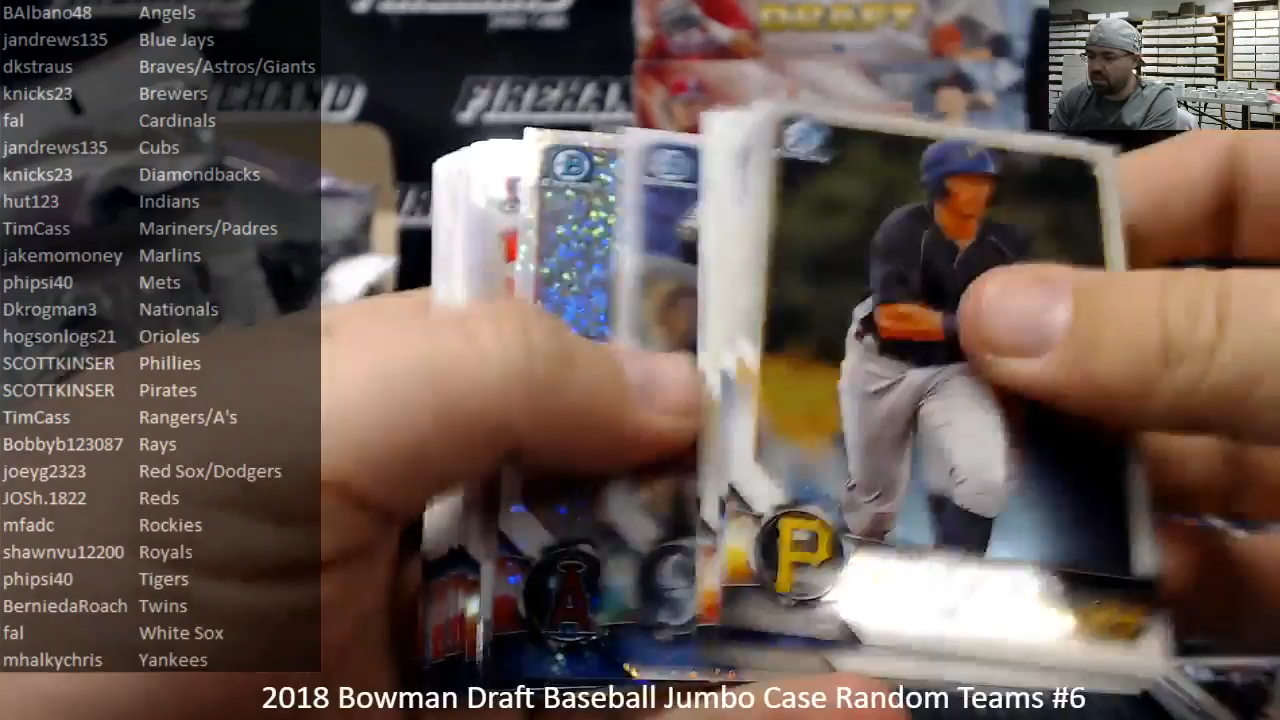 BAlbano48 Angels
jandrews135 Blue Jays
dkstraus Braves/Astros/Giants
knicks23 Brewers
fal Cardinals
jandrews135 Cubs
knicks23 Diamondbacks
hut123 Indians
TimCass Mariners/Padres
jakemomoney Marlins
phipsi40 Mets
Dkrogman3 Nationals
hogsonlogs21 Orioles
SCOTTKINSER Phillies
SCOTTKINSER Pirates
TimCass Rangers/A's
Bobbyb123087 Rays
joeyg2323 Red Sox/Dodgers
JOSh.1822 Reds
mfadc Rockies
shawnvu12200 Royals
phipsi40 Tigers
BerniedaRoach Twins
fal White Sox
mhalkychris Yankees
FIREHAND
DRAFT
B
A
P
2018 Bowman Draft Baseball Jumbo Case Random Teams #6